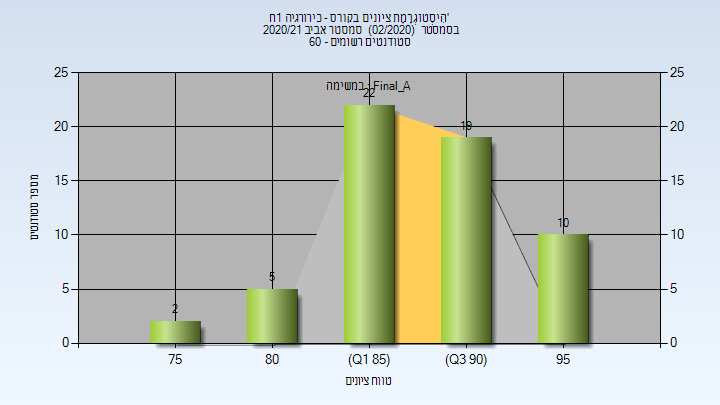 היסטוגרמת ציונים בקורס - כירורגיה 1ח'
בסמסטר (02/2020) סמסטר אביב 2020/21
סטודנטים רשומים - 60
במשימה : Final_A
25
20
15
10
5
0
25
20
15
10
5
0
מספר סטודנטים
2
5
22
19
10
75
80
(Q1 85)
(Q3 90)
95
טווח ציונים